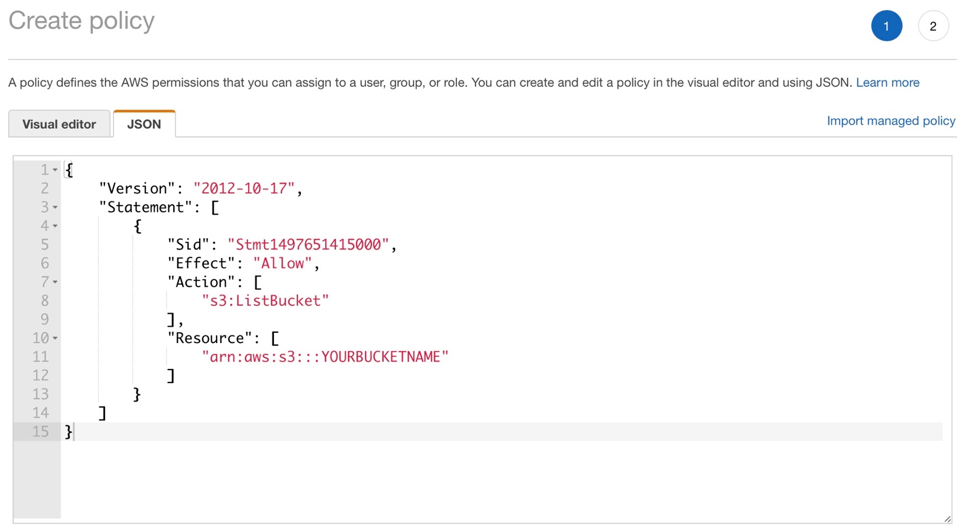 Create policy
1
2
A policy defines the AWS permissions that you can assign to a user, group, or role. You can create and edit a policy in the visual editor and using JSON. Learn more
Visual editor
JSON
Import managed policy
1 {
2 "Version": "2012-10-17",
3 "Statement": [
4 {
5 "Sid": "Stmt1497651415000",
6 "Effect": "Allow",
7 "Action": [
8 "s3:ListBucket"
9 ],
10 "Resource": [
11 "arn:aws:s3:::YOURBUCKETNAME"
12 ]
13 }
14 ]
15 }